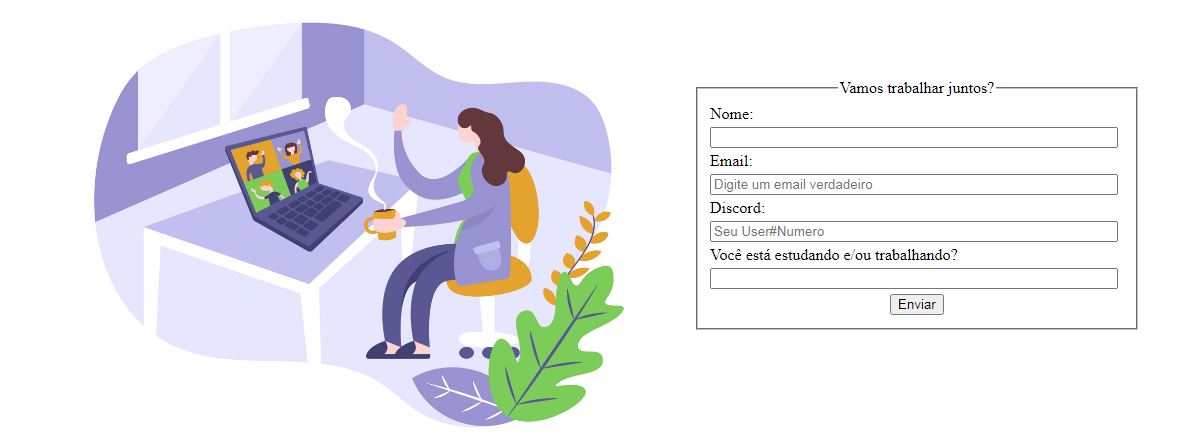 Vamos trabalhar juntos?
Nome:
Email:
Digite um email verdadeiro
Discord:
Seu User#Numero
Você está estudando e/ou trabalhando?
Enviar